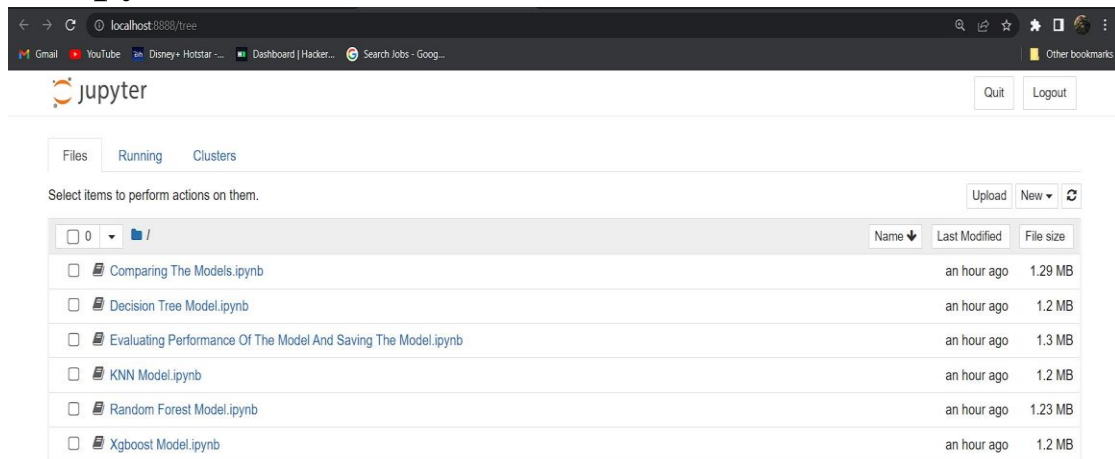 localhost:8888/tree
Gmail YouTube Disney+ Hotstar -... Dashboard | Hacker... Search Jobs - Goog... Other bookmarks
jupyter Quit Logout
Files Running Clusters
Select items to perform actions on them. Upload New
0 / Name Last Modified File size
Comparing The Models.ipynb an hour ago 1.29 MB
Decision Tree Model.ipynb an hour ago 1.2 MB
Evaluating Performance Of The Model And Saving The Model.ipynb an hour ago 1.3 MB
KNN Model.ipynb an hour ago 1.2 MB
Random Forest Model.ipynb an hour ago 1.23 MB
Xgboost Model.ipynb an hour ago 1.2 MB